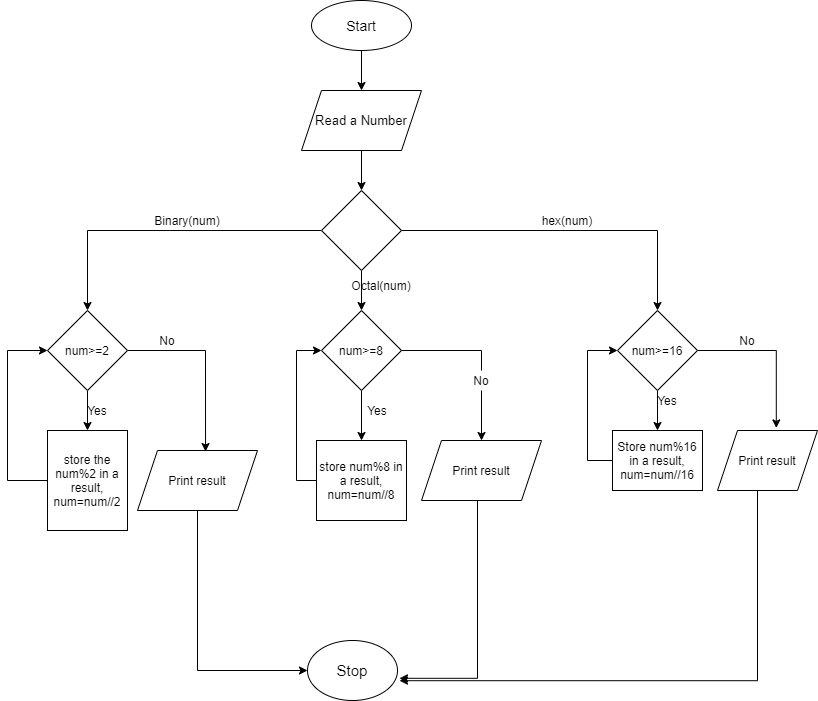 Start
Read a Number
Binary(num)
hex(num)
Octal(num)
num>=2
No
Yes
store the
num%2 in a
result,
num=num//2
Print result
num>=8
No
Yes
store num%8 in
a result,
num=num//8
Print result
num>=16
No
Yes
Store num%16
in a result,
num=num//16
Print result
Stop